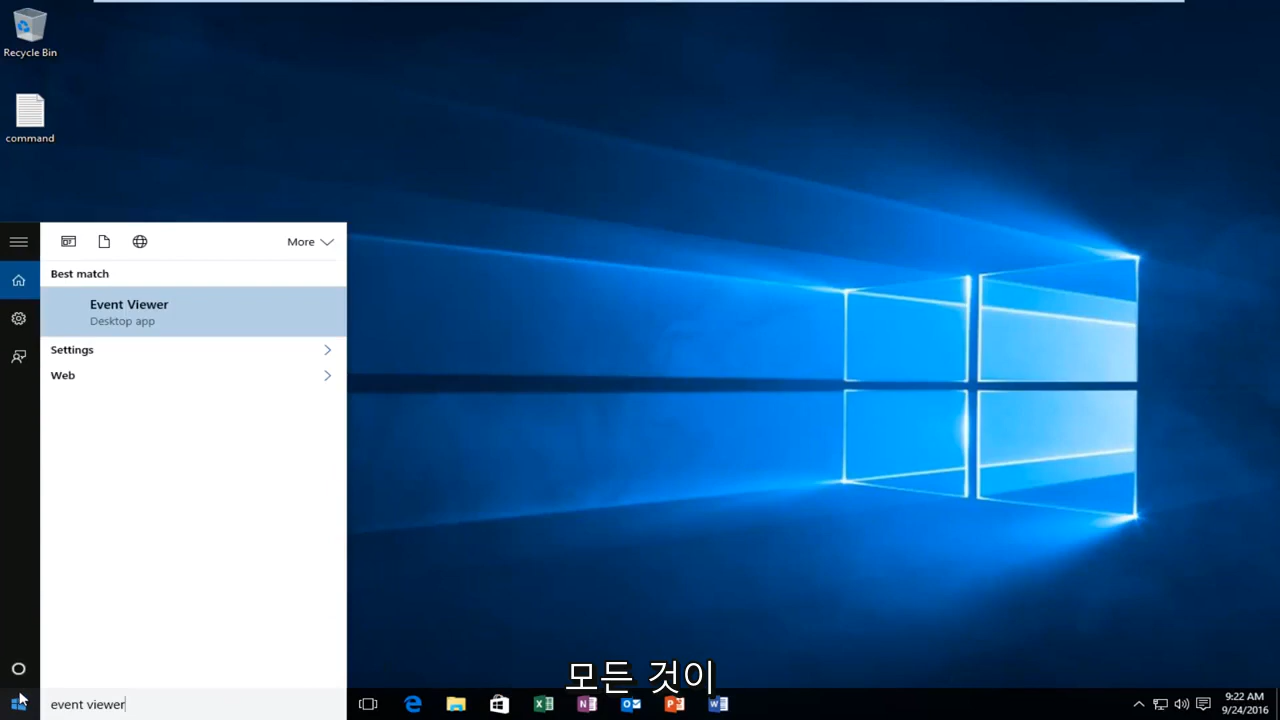 Recycle Bin
command
More
Best match
Event Viewer
Desktop app
Settings
Web
모든 것이
event viewer
9:22 AM
9/24/2016